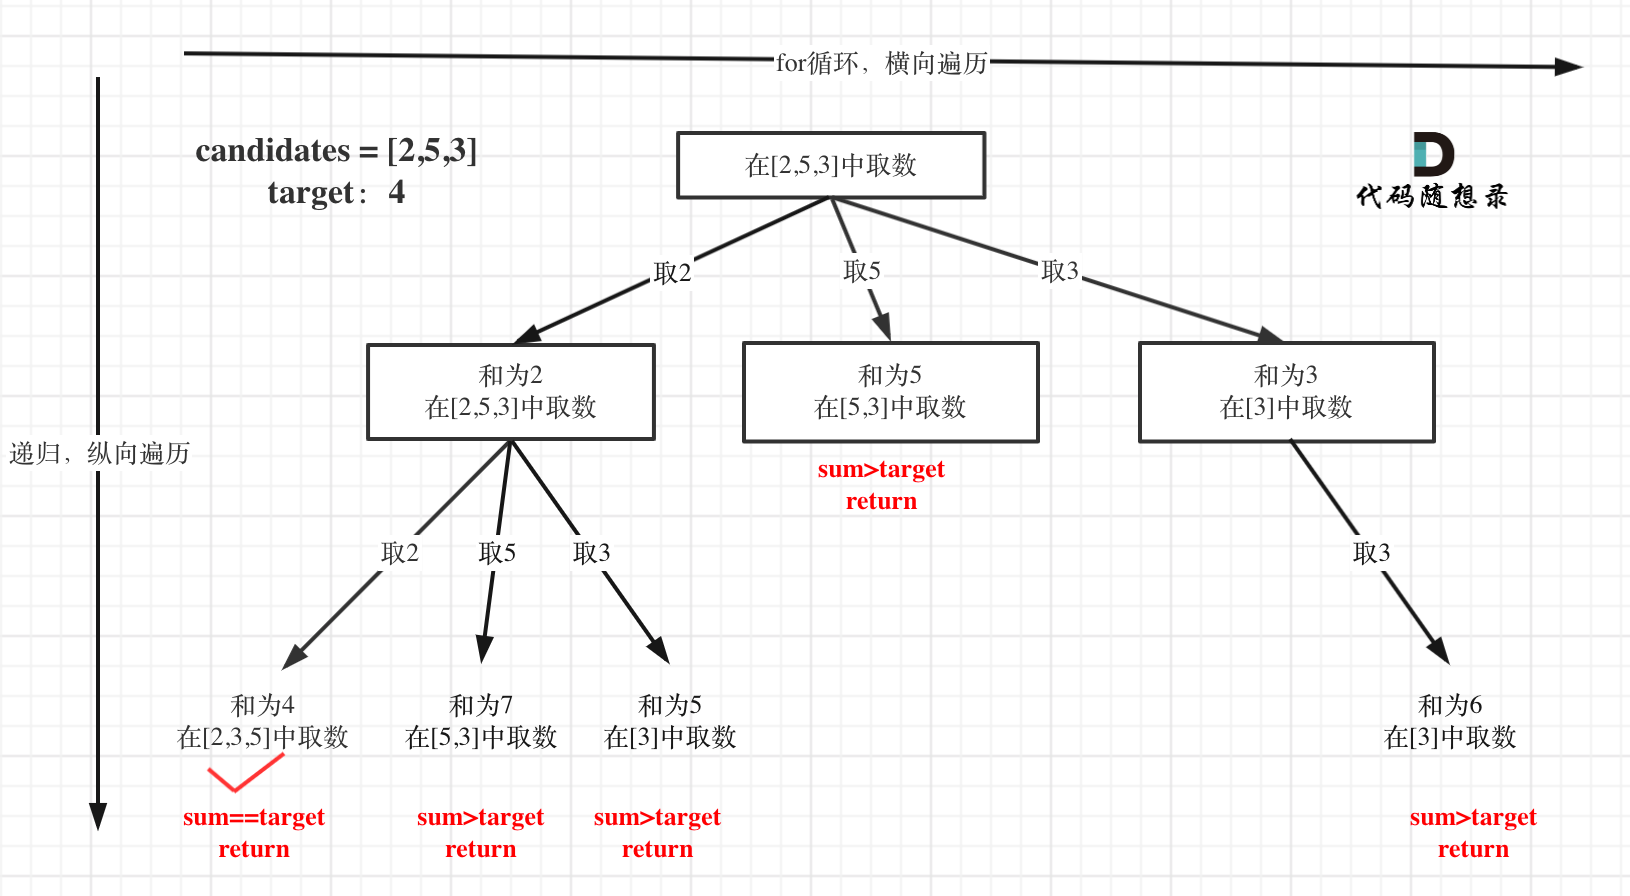 for循环，横向遍历
candidates = [2,5,3]
target：4
在[2,5,3]中取数
代码随想录
取2
取5
取3
和为2
在[2,5,3]中取数
和为5
在[5,3]中取数
和为3
在[3]中取数
sum>target
return
递归，纵向遍历
取2
取5
取3
取3
和为4
在[2,3,5]中取数
和为7
在[5,3]中取数
和为5
在[3]中取数
和为6
在[3]中取数
sum==target
return
sum>target
return
sum>target
return
sum>target
return